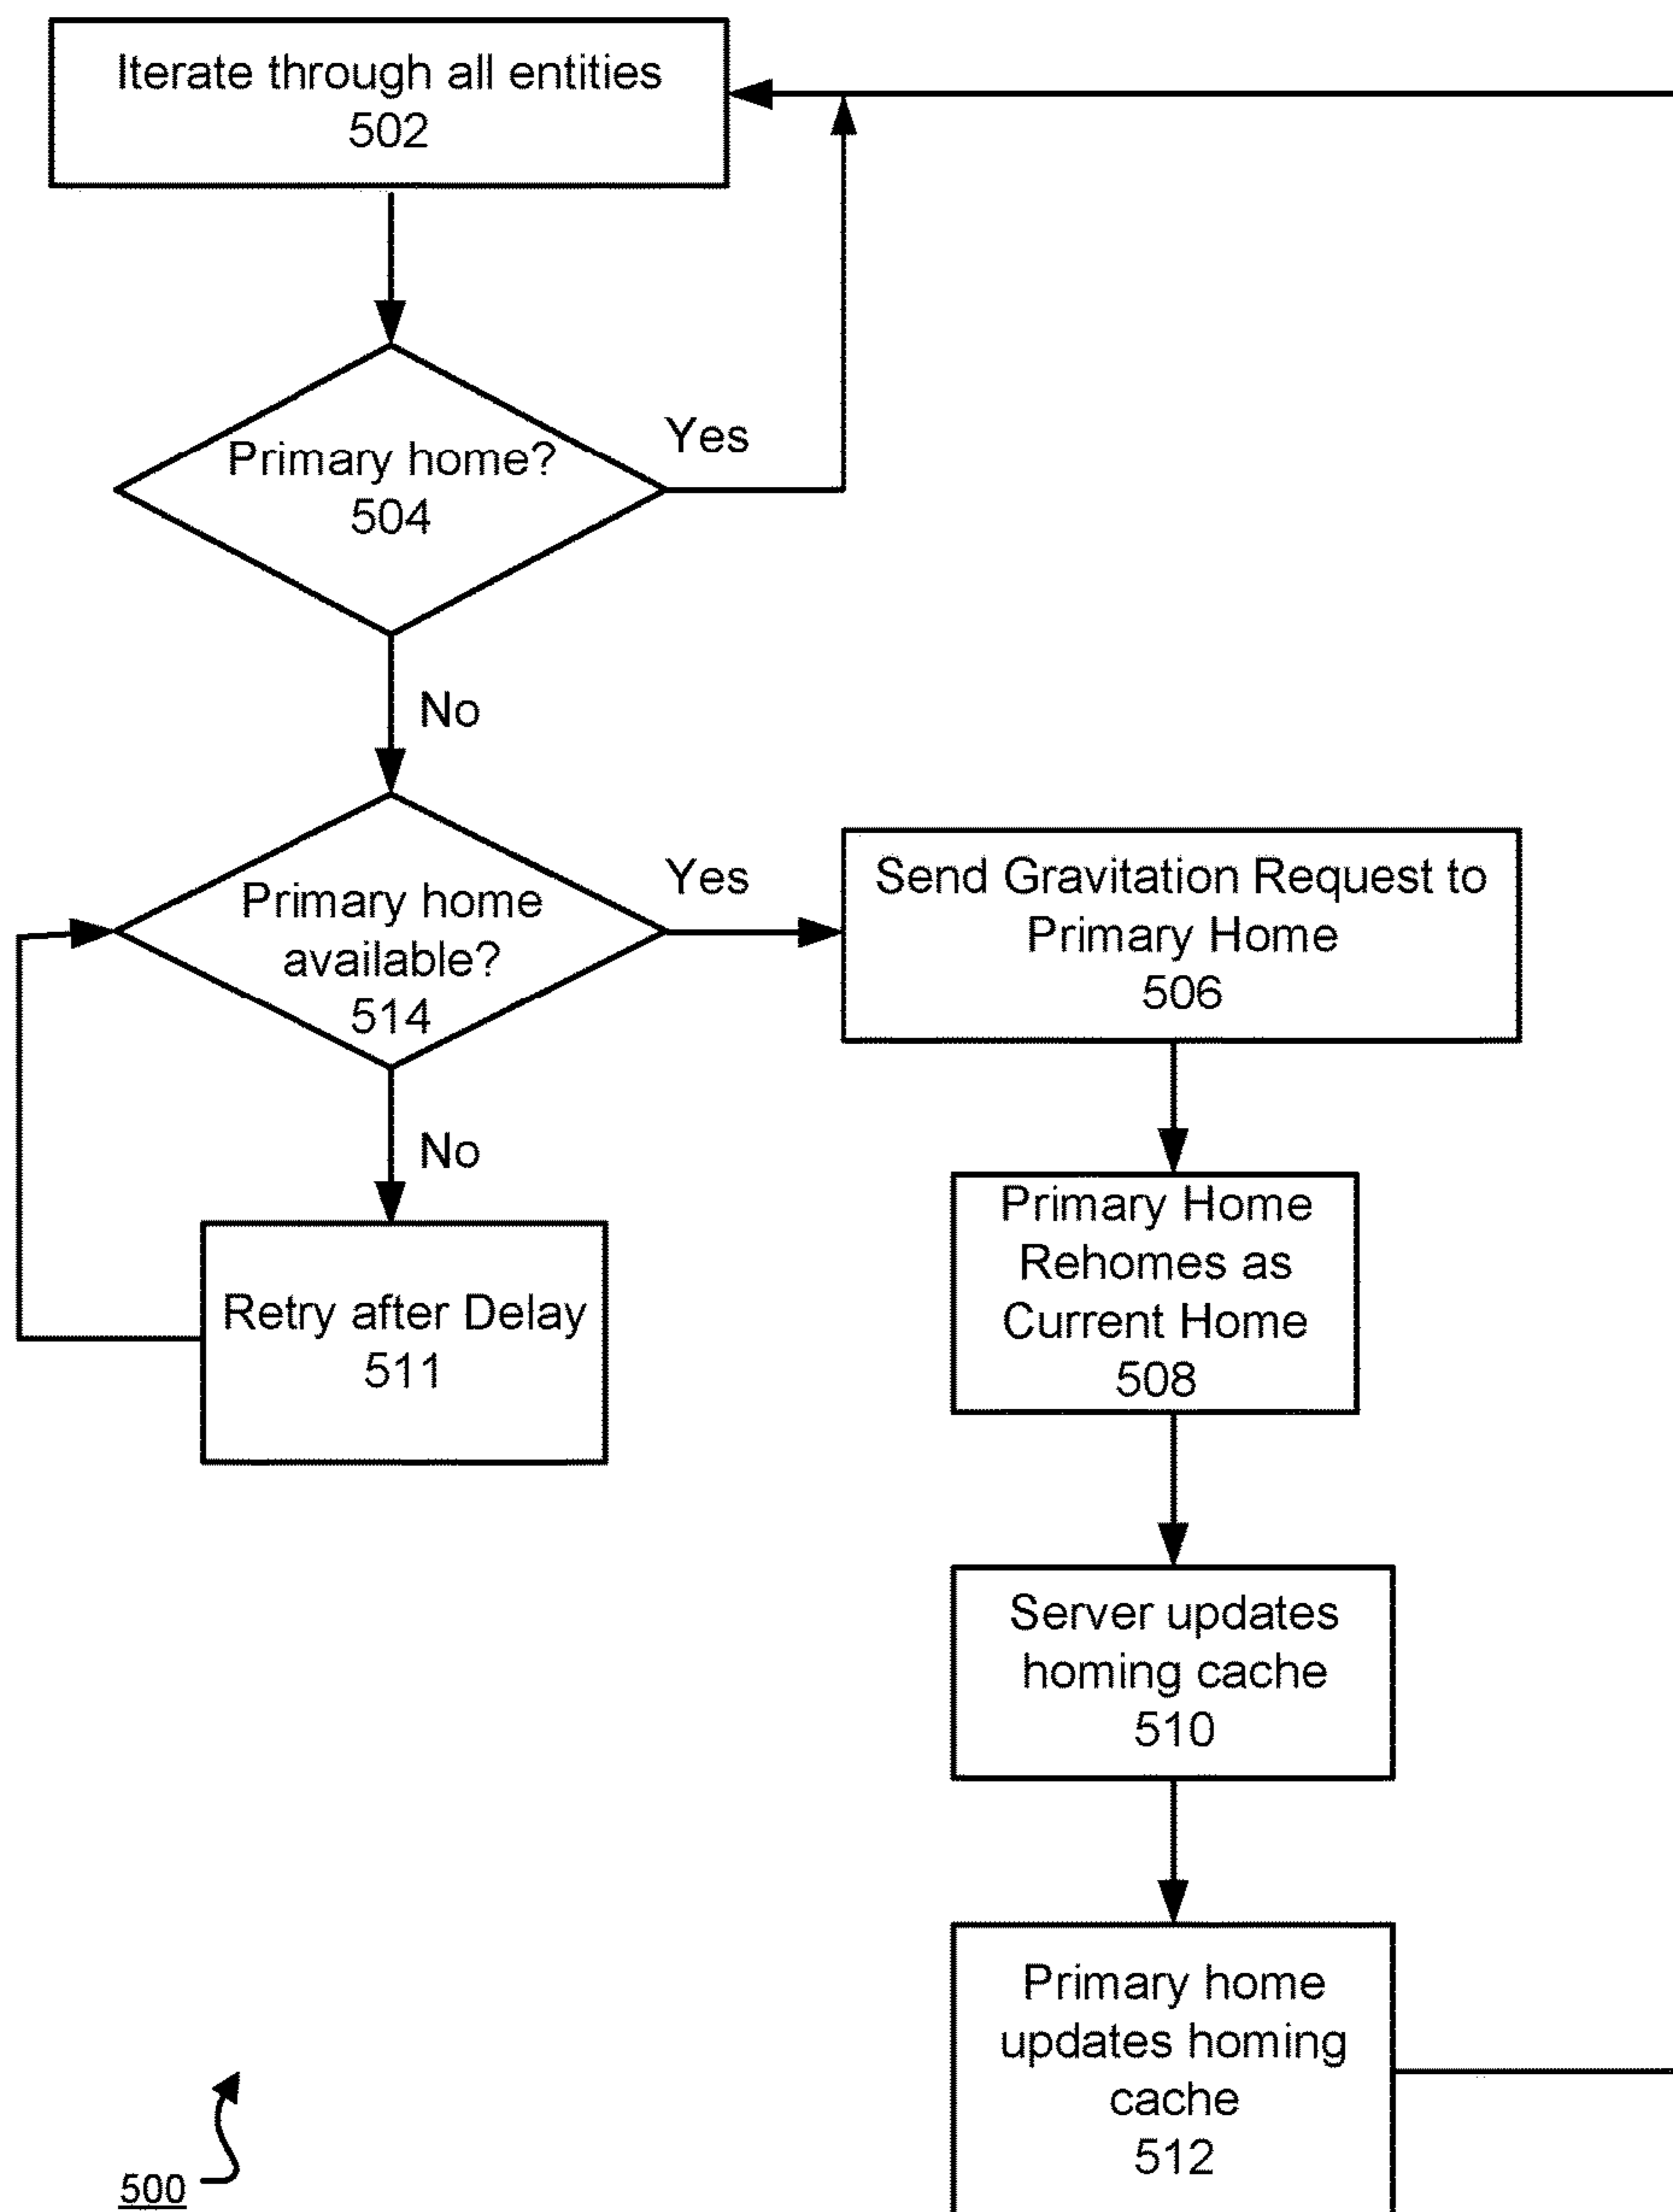 Iterate through all entities
502
Primary home?
504
Yes
No
Primary home
available?
514
Yes
Send Gravitation Request to
Primary Home
506
No
Retry after Delay
511
Primary Home
Rehomes as
Current Home
508
Server updates
homing cache
510
Primary home
updates homing
cache
512
500